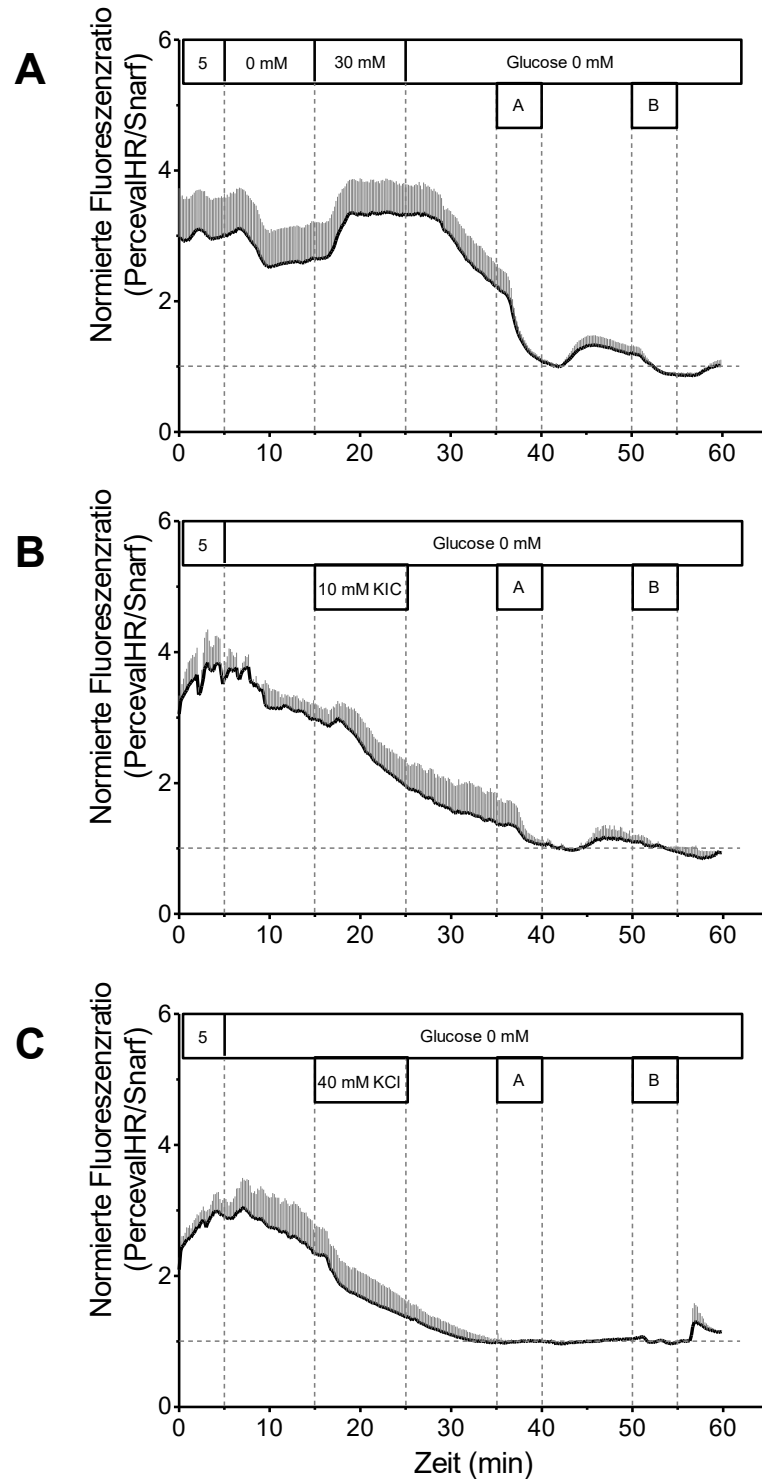 A
Normierte Fluoreszenzratio
(PercevalHR/Snarf)
5 0 mM 30 mM Glucose 0 mM
A B
6
4
2
0
0 10 20 30 40 50 60
B
Normierte Fluoreszenzratio
(PercevalHR/Snarf)
5 Glucose 0 mM
10 mM KIC A B
6
4
2
0
0 10 20 30 40 50 60
C
Normierte Fluoreszenzratio
(PercevalHR/Snarf)
5 Glucose 0 mM
40 mM KCl A B
6
4
2
0
0 10 20 30 40 50 60
Zeit (min)